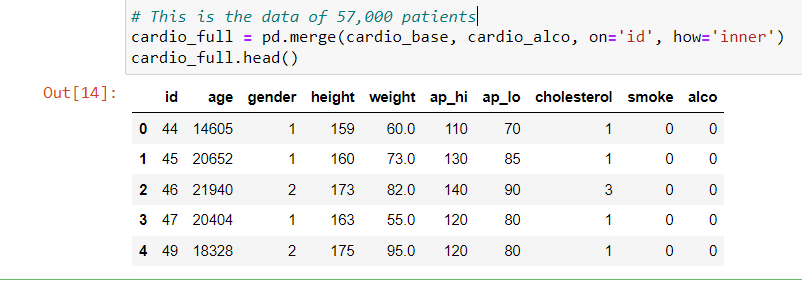 # This is the data of 57,000 patients
cardio_full = pd.merge(cardio_base, cardio_alco, on='id', how='inner')
cardio_full.head()
Out[14]:
id age gender height weight ap_hi ap_lo cholesterol smoke alco
0 44 14605 1 159 60.0 110 70 1 0 0
1 45 20652 1 160 73.0 130 85 1 0 0
2 46 21940 2 173 82.0 140 90 3 0 0
3 47 20404 1 163 55.0 120 80 1 0 0
4 49 18328 2 175 95.0 120 80 1 0 0